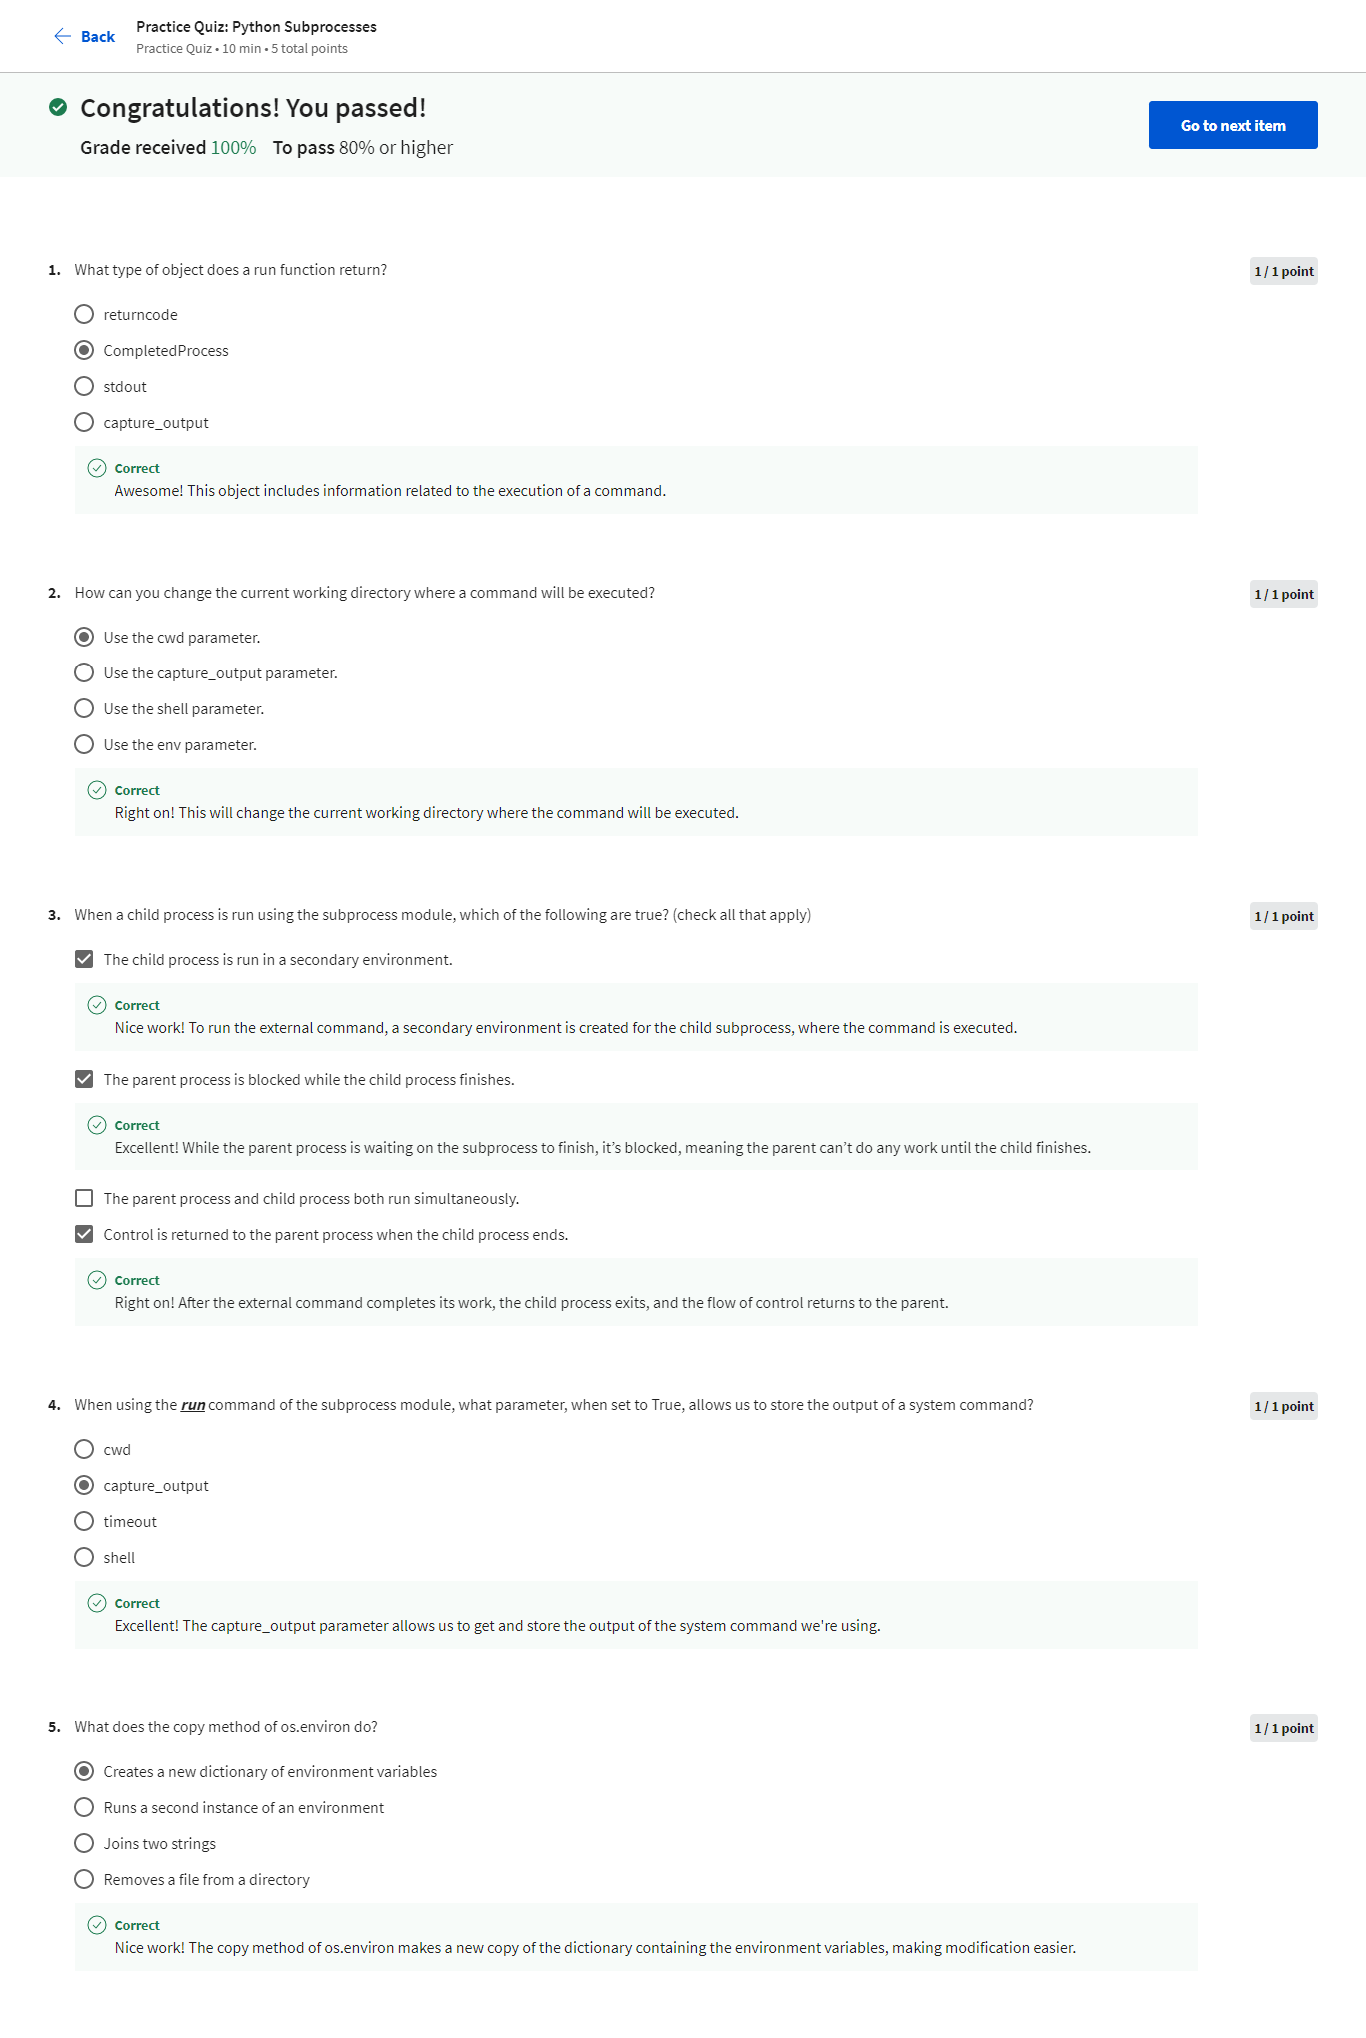 Back
Practice Quiz: Python Subprocesses
Practice Quiz • 10 min • 5 total points
Congratulations! You passed!
Grade received 100% To pass 80% or higher
Go to next item
1. What type of object does a run function return?
1 / 1 point
returncode
CompletedProcess
stdout
capture_output
Correct
Awesome! This object includes information related to the execution of a command.
2. How can you change the current working directory where a command will be executed?
1 / 1 point
Use the cwd parameter.
Use the capture_output parameter.
Use the shell parameter.
Use the env parameter.
Correct
Right on! This will change the current working directory where the command will be executed.
3. When a child process is run using the subprocess module, which of the following are true? (check all that apply)
1 / 1 point
The child process is run in a secondary environment.
Correct
Nice work! To run the external command, a secondary environment is created for the child subprocess, where the command is executed.
The parent process is blocked while the child process finishes.
Correct
Excellent! While the parent process is waiting on the subprocess to finish, it’s blocked, meaning the parent can’t do any work until the child finishes.
The parent process and child process both run simultaneously.
Control is returned to the parent process when the child process ends.
Correct
Right on! After the external command completes its work, the child process exits, and the flow of control returns to the parent.
4. When using the run command of the subprocess module, what parameter, when set to True, allows us to store the output of a system command?
1 / 1 point
cwd
capture_output
timeout
shell
Correct
Excellent! The capture_output parameter allows us to get and store the output of the system command we're using.
5. What does the copy method of os.environ do?
1 / 1 point
Creates a new dictionary of environment variables
Runs a second instance of an environment
Joins two strings
Removes a file from a directory
Correct
Nice work! The copy method of os.environ makes a new copy of the dictionary containing the environment variables, making modification easier.